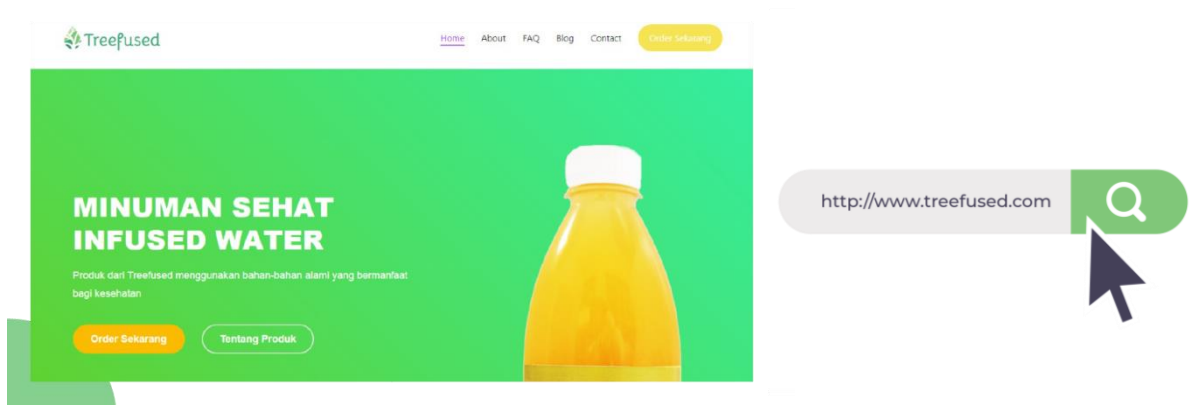 Treefused
Home About FAQ Blog Contact Order Sekarang
MINUMAN SEHAT
INFUSED WATER
Produk dari Treefused menggunakan bahan-bahan alami yang bermanfaat
bagi kesehatan
Order Sekarang Tentang Produk
http://www.treefused.com